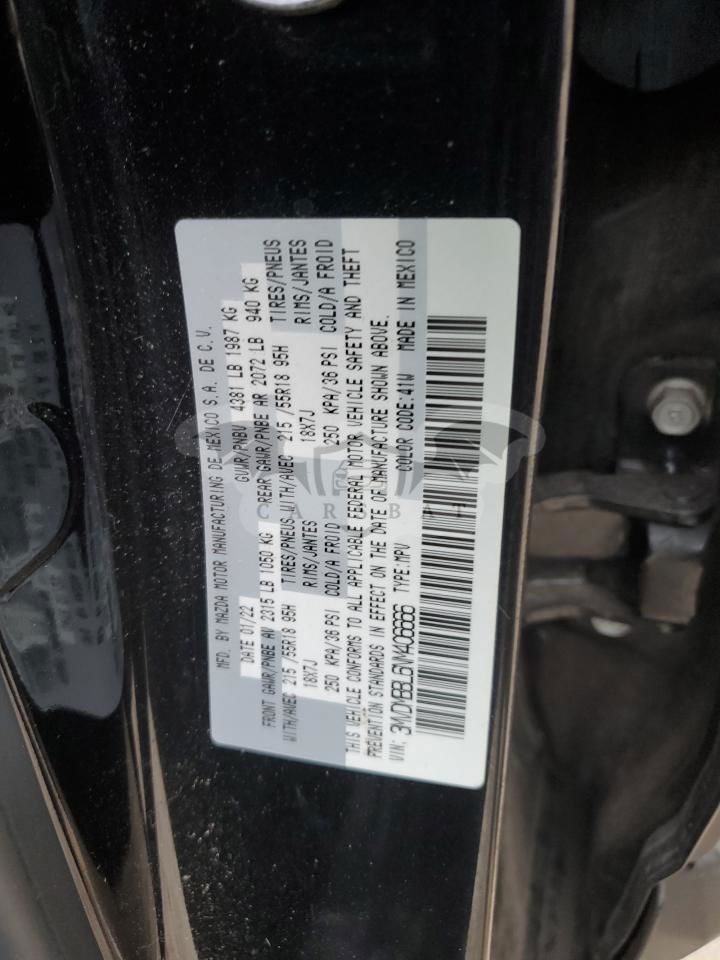 MFD. BY MAZDA MOTOR MANUFACTURING DE MEXICO S.A. DE C.V.
DATE 01/22 GVWR/PNBV 4381 LB 1987 KG
FRONT GAWR/PNBE AV 2315 LB 1050 KG REAR GAWR/PNBE AR 2072 LB 940 KG
WITH/AVEC 215 /55R18 95H TIRES/PNEUS WITH/AVEC 215 /55R18 95H TIRES/PNEUS
18X7J RIMS/JANTES 18X7J RIMS/JANTES
250 KPA/36 PSI COLD/A FROID 250 KPA/36 PSI COLD/A FROID
THIS VEHICLE CONFORMS TO ALL APPLICABLE FEDERAL MOTOR VEHICLE SAFETY AND THEFT
PREVENTION STANDARDS IN EFFECT ON THE DATE OF MANUFACTURE SHOWN ABOVE.
VIN: 3MVDMBBL6NM406666 TYPE:MPV COLOR CODE:41W MADE IN MEXICO
CAR BAT